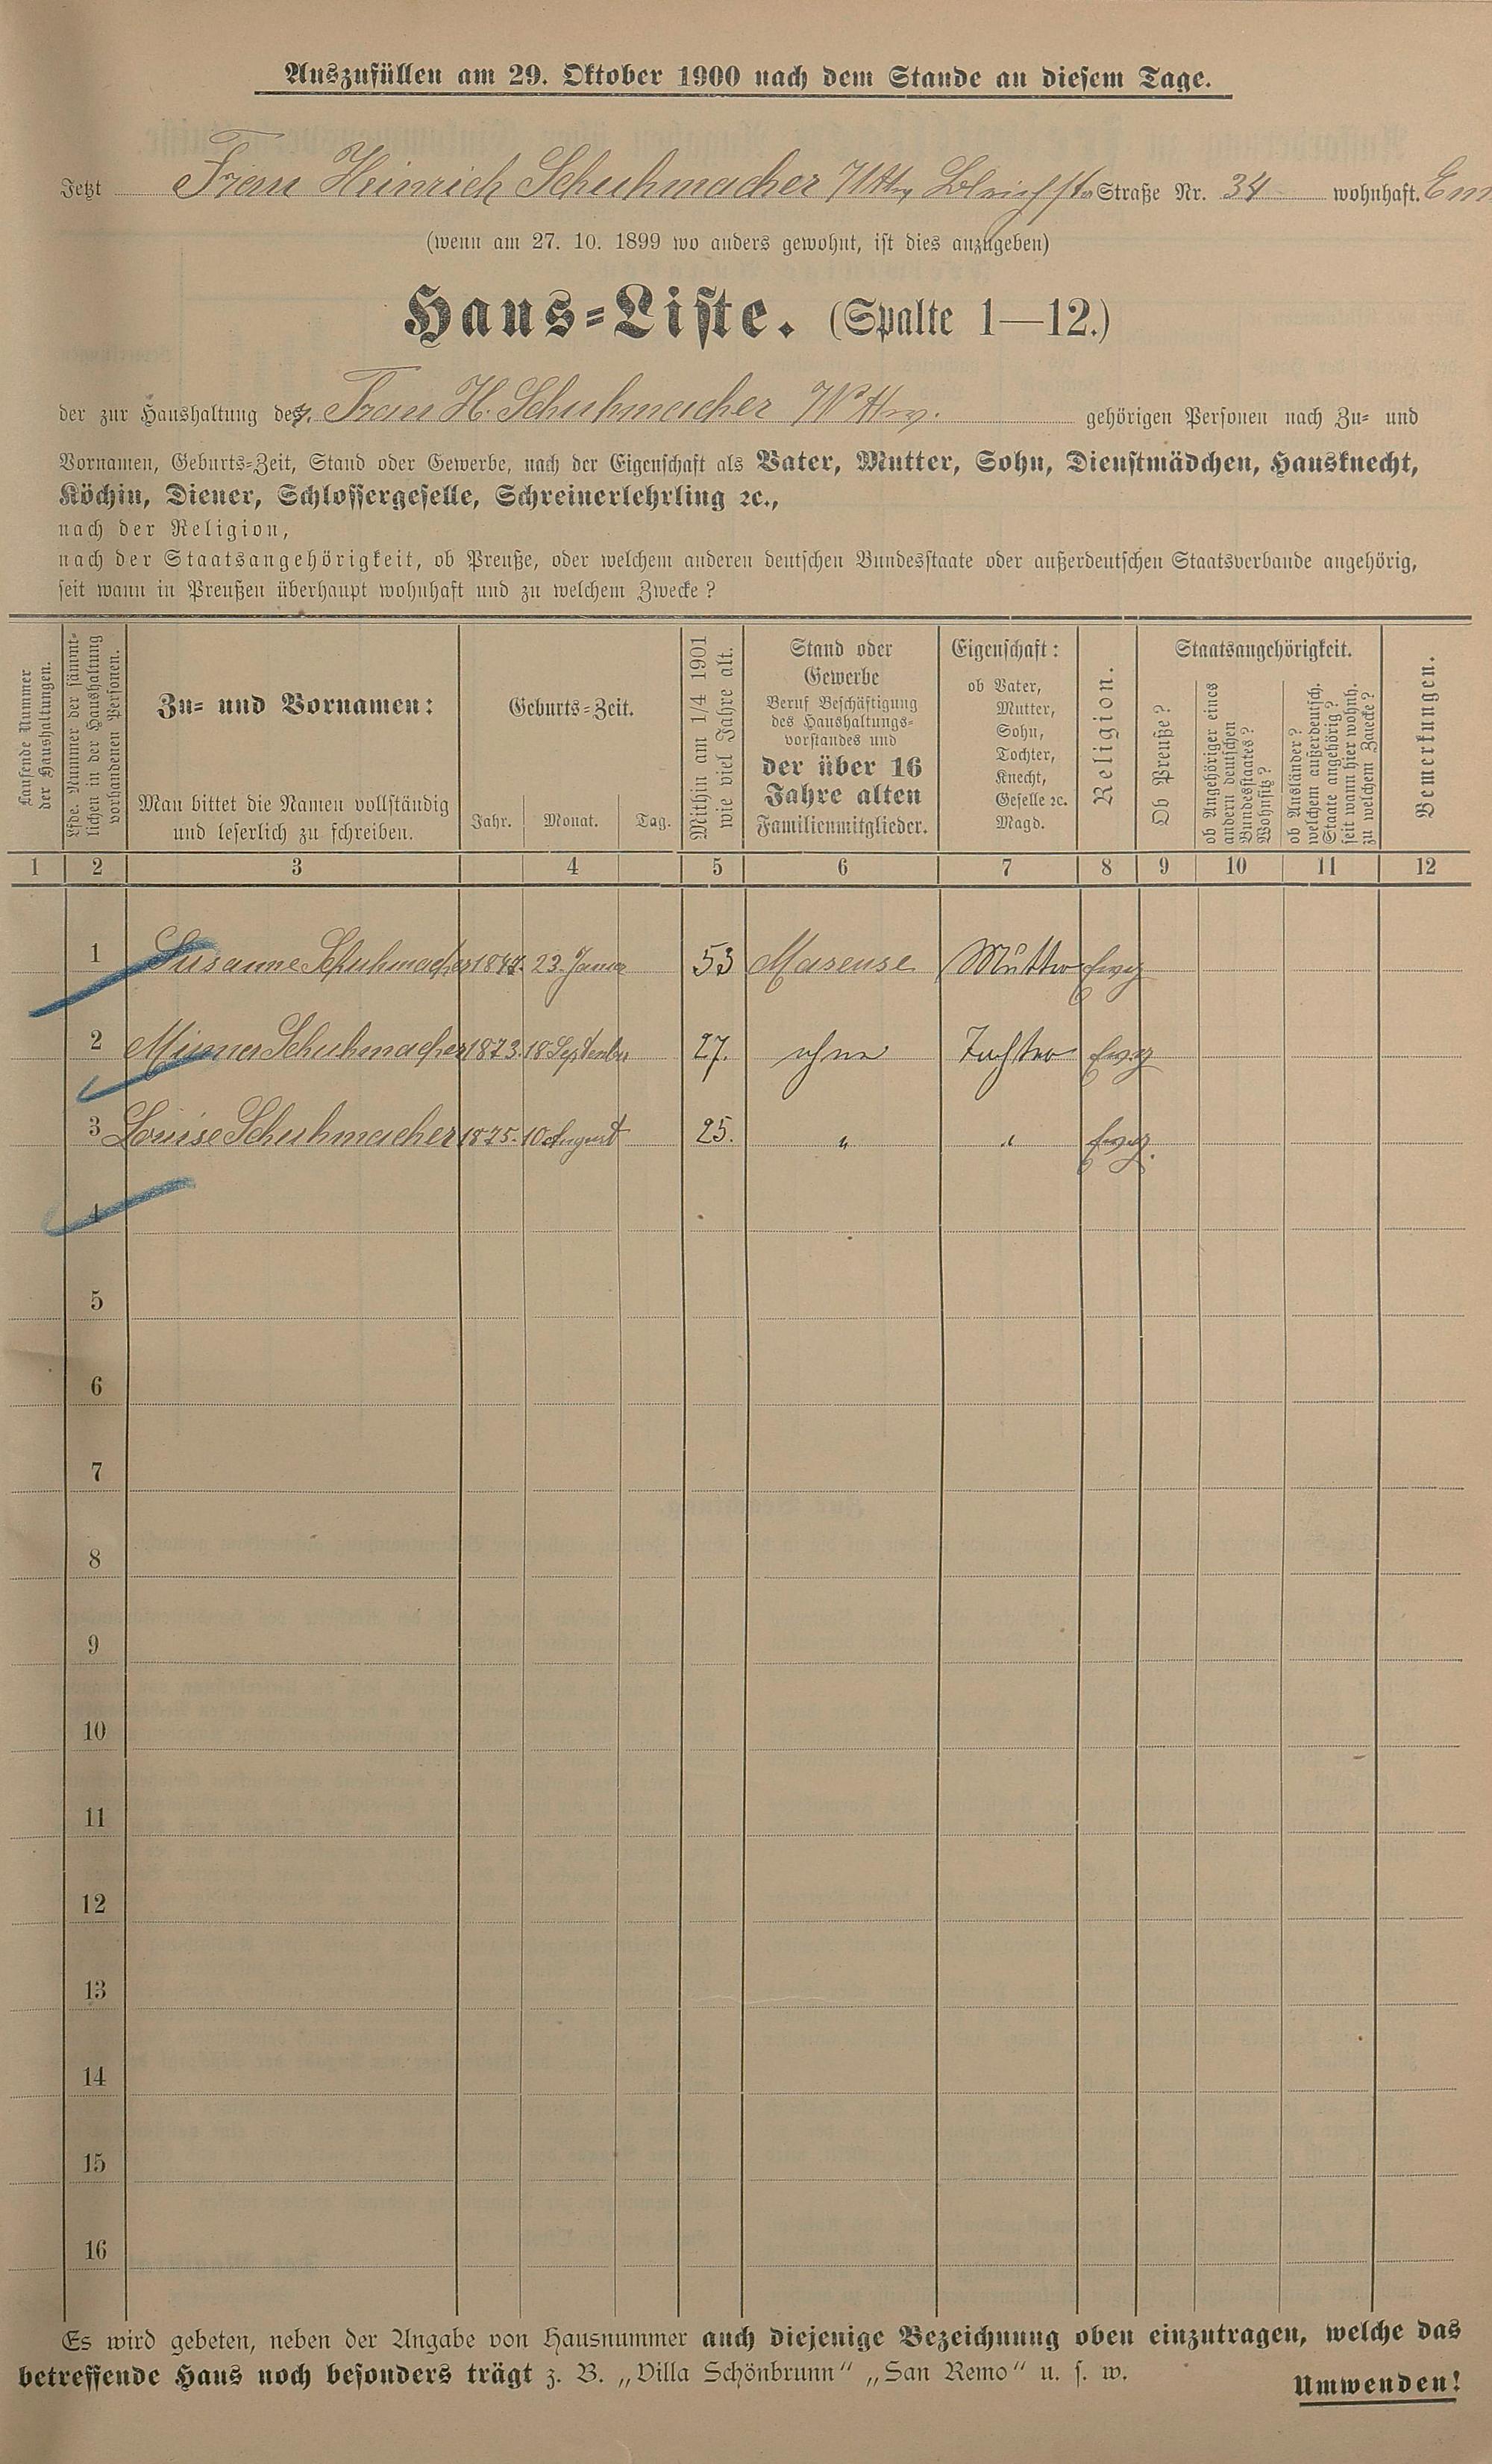 Auszufüllen am 29. Oktober 1900 nach dem Stande an diesem Tage.
Jetzt Frau Heinrich Schuhmacher Wttw. Straße Nr. 34 wohnhaft.
(wenn am 27. 10. 1899 wo anders gewohnt, ist dies anzugeben)
Haus-Liste. (Spalte 1—12.)
der zur Haushaltung der Frau H. Schuhmacher Wttw. gehörigen Personen nach Zu- und
Vornamen, Geburts-Zeit, Stand oder Gewerbe, nach der Eigenschaft als Vater, Mutter, Sohn, Dienstmädchen, Hausknecht,
Köchin, Diener, Schlossergeselle, Schreinerlehrling ꝛc.,
nach der Religion,
nach der Staatsangehörigkeit, ob Preuße, oder welchem anderen deutschen Bundesstaate oder außerdeutschen Staatsverbande angehörig,
seit wann in Preußen überhaupt wohnhaft und zu welchem Zwecke?
Laufende Nummer
der Haushaltungen.
Lfde. Nummer der sämmt-
lichen in der Haushaltung
vorhandenen Personen.
Zu- und Vornamen:
Man bittet die Namen vollständig
und leserlich zu schreiben.
Geburts-Zeit.
Jahr. Monat. Tag.
Mithin am 1/4 1901
wie viel Jahre alt.
Stand oder
Gewerbe
Beruf Beschäftigung
des Haushaltungs-
vorstandes und
der über 16
Jahre alten
Familienmitglieder.
Eigenschaft:
ob Vater,
Mutter,
Sohn,
Tochter,
Knecht,
Geselle ꝛc.
Magd.
Religion.
Staatsangehörigkeit.
Ob Preuße?
ob Angehöriger eines
andern deutschen
Bundesstaates?
Wohnsitz?
ob Ausländer?
welchem außerdeutsch.
Staate angehörig?
seit wann hier wohnh.
zu welchem Zwecke?
Bemerkungen.
1 2 3 4 5 6 7 8 9 10 11 12
1 Susanne Schuhmacher 1847. 23. Januar 53 Maseuse Mutter Evg
2 Minna Schuhmacher 1873. 18 September 27. ohne Tochter Evg
3 Louise Schuhmacher 1875. 10 August 25. " " Evg.
4
5
6
7
8
9
10
11
12
13
14
15
16
Es wird gebeten, neben der Angabe von Hausnummer auch diejenige Bezeichnung oben einzutragen, welche das
betreffende Haus noch besonders trägt z. B. „Villa Schönbrunn“ „San Remo“ u. s. w.
Umwenden!